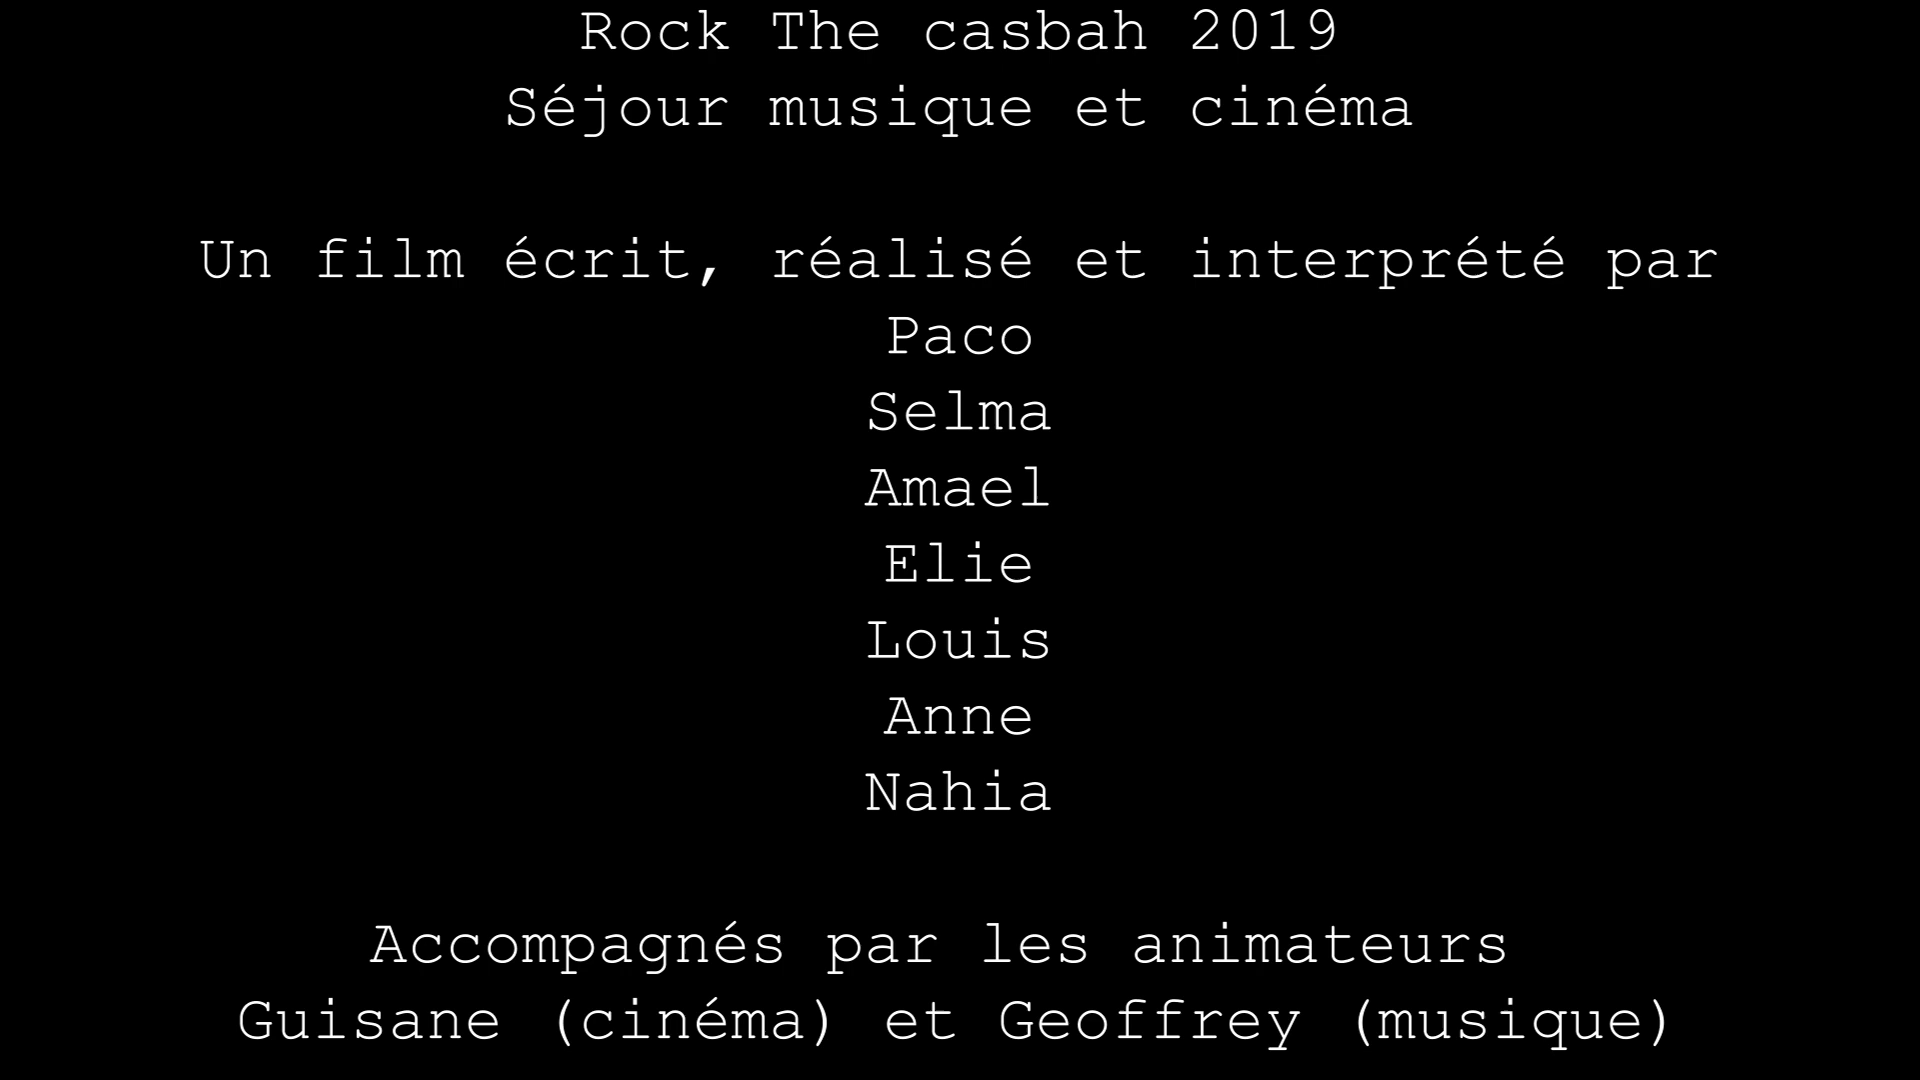 Rock The casbah 2019
Séjour musique et cinéma
Un film écrit, réalisé et interprété par
Paco
Selma
Amael
Elie
Louis
Anne
Nahia
Accompagnés par les animateurs
Guisane (cinéma) et Geoffrey (musique)